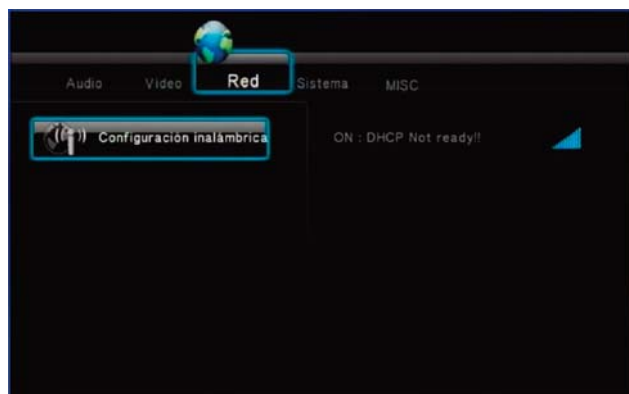 Audio Video Red Sistema MISC
Configuración inalámbrica ON : DHCP Not ready!!